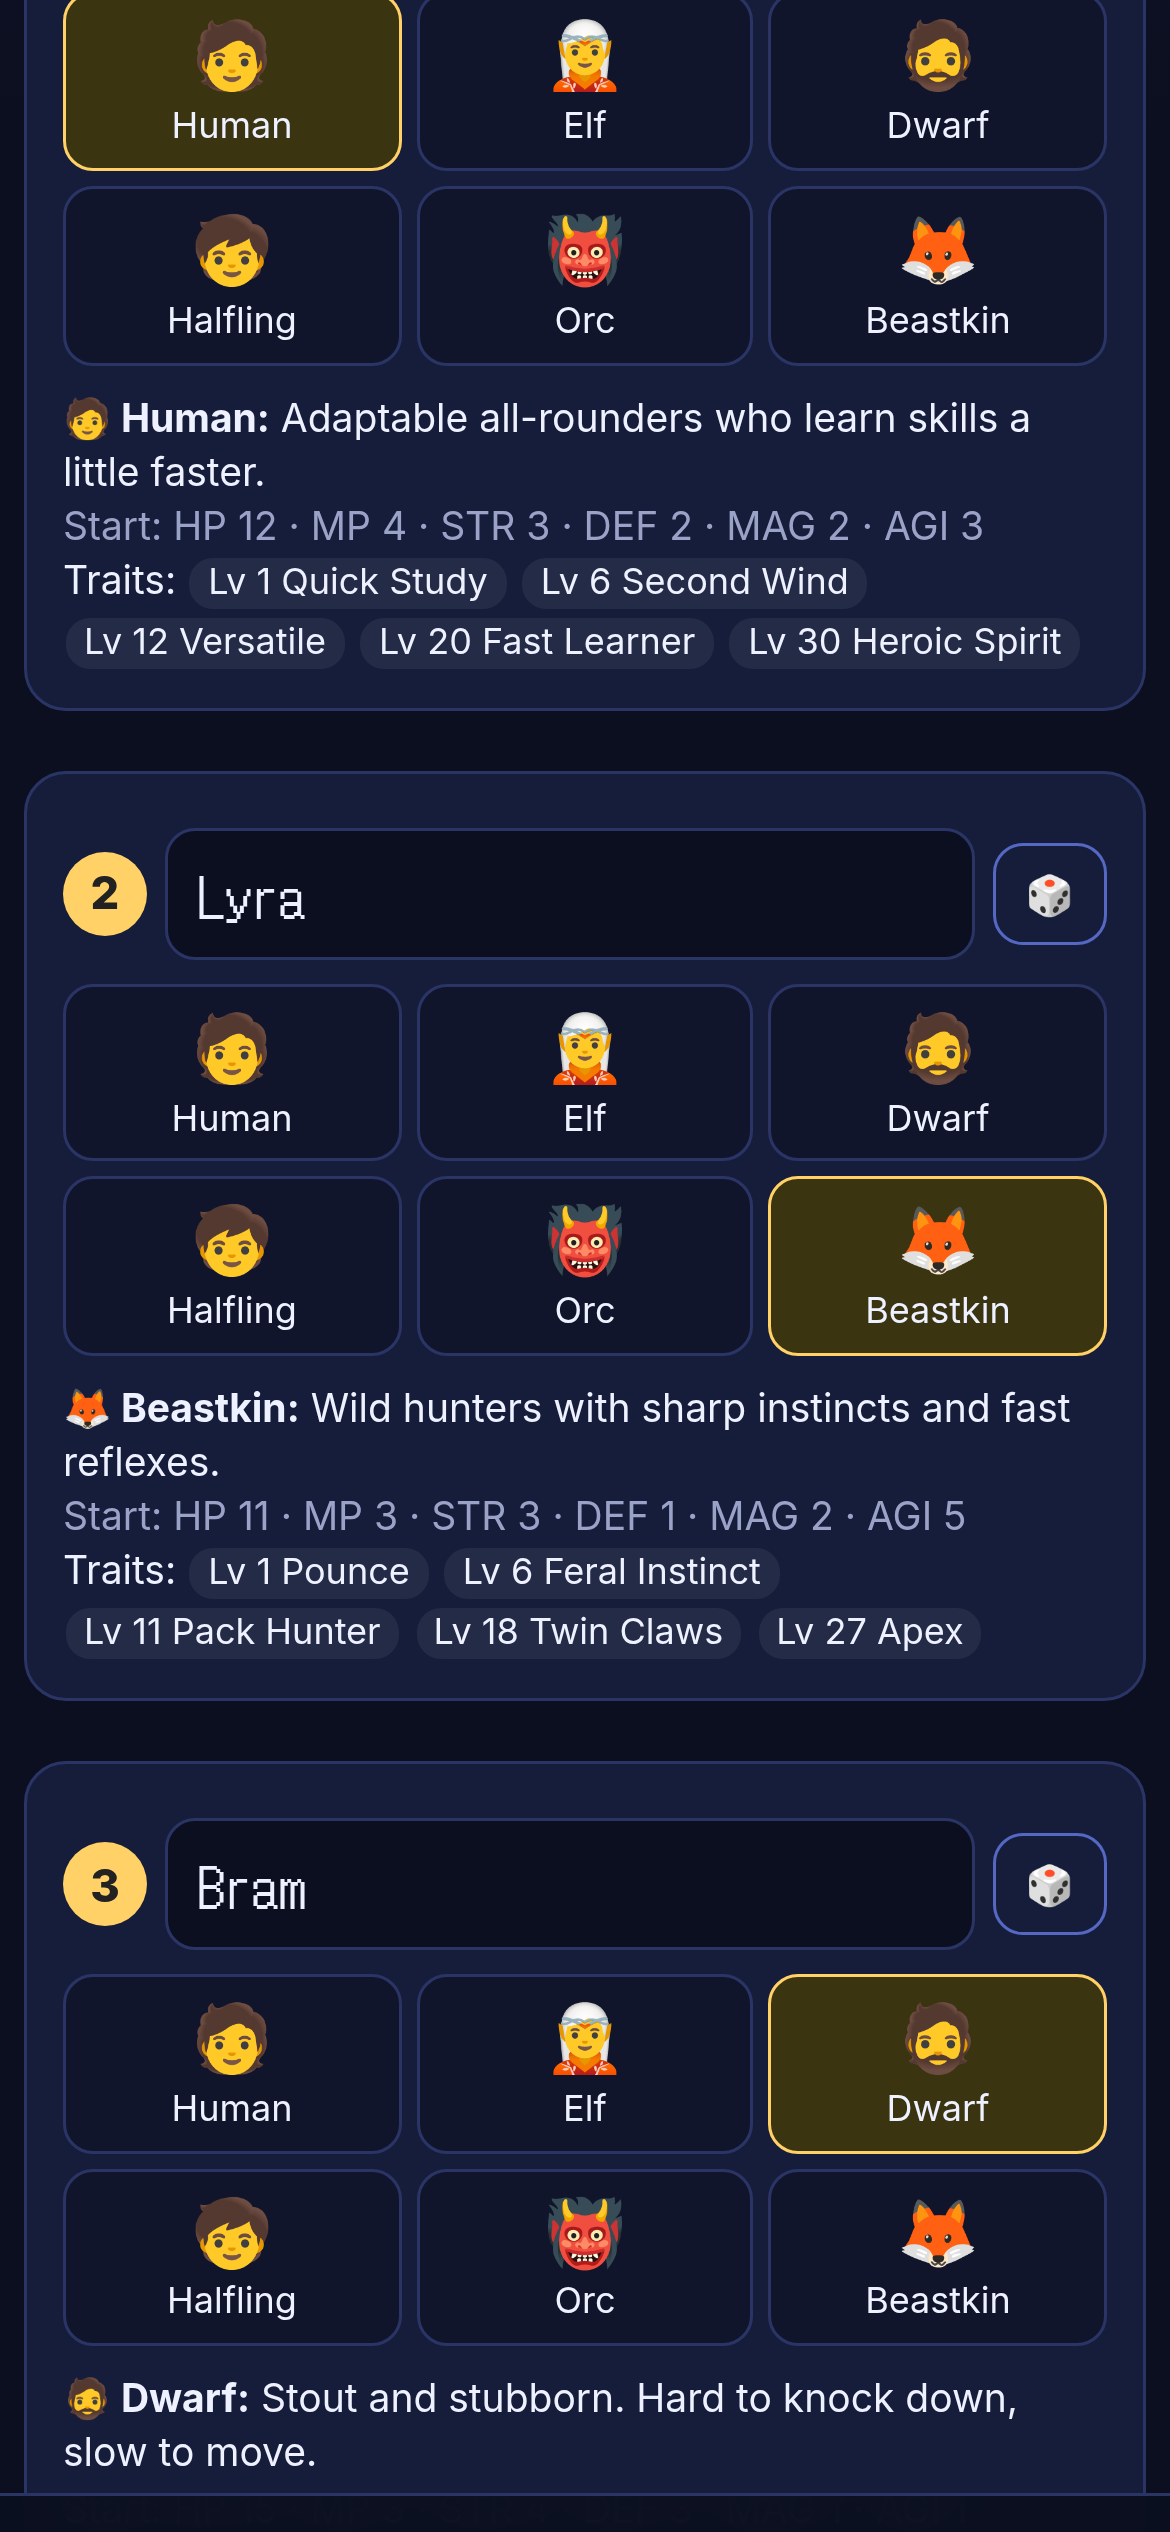 Human Elf Dwarf
Halfling Orc Beastkin
Human: Adaptable all-rounders who learn skills a
little faster.
Start: HP 12 · MP 4 · STR 3 · DEF 2 · MAG 2 · AGI 3
Traits: Lv 1 Quick Study Lv 6 Second Wind
Lv 12 Versatile Lv 20 Fast Learner Lv 30 Heroic Spirit
2 Lyra
Human Elf Dwarf
Halfling Orc Beastkin
Beastkin: Wild hunters with sharp instincts and fast
reflexes.
Start: HP 11 · MP 3 · STR 3 · DEF 1 · MAG 2 · AGI 5
Traits: Lv 1 Pounce Lv 6 Feral Instinct
Lv 11 Pack Hunter Lv 18 Twin Claws Lv 27 Apex
3 Bram
Human Elf Dwarf
Halfling Orc Beastkin
Dwarf: Stout and stubborn. Hard to knock down,
slow to move.